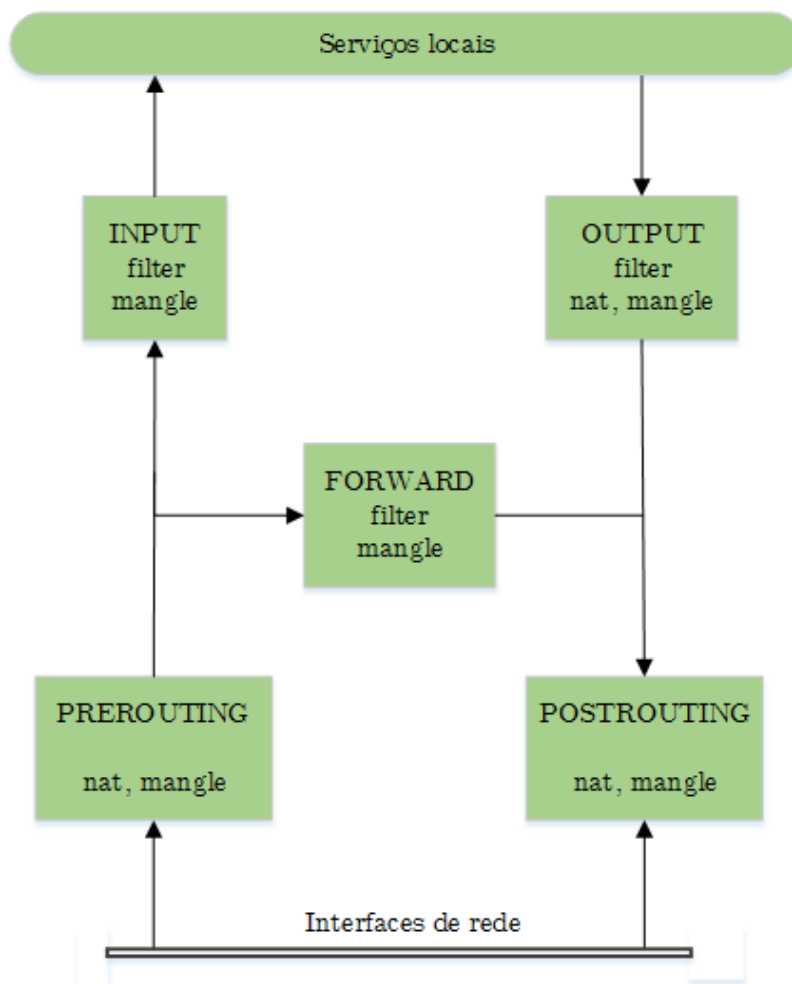 Serviços locais
INPUT
filter
mangle
OUTPUT
filter
nat, mangle
FORWARD
filter
mangle
PREROUTING
nat, mangle
POSTROUTING
nat, mangle
Interfaces de rede